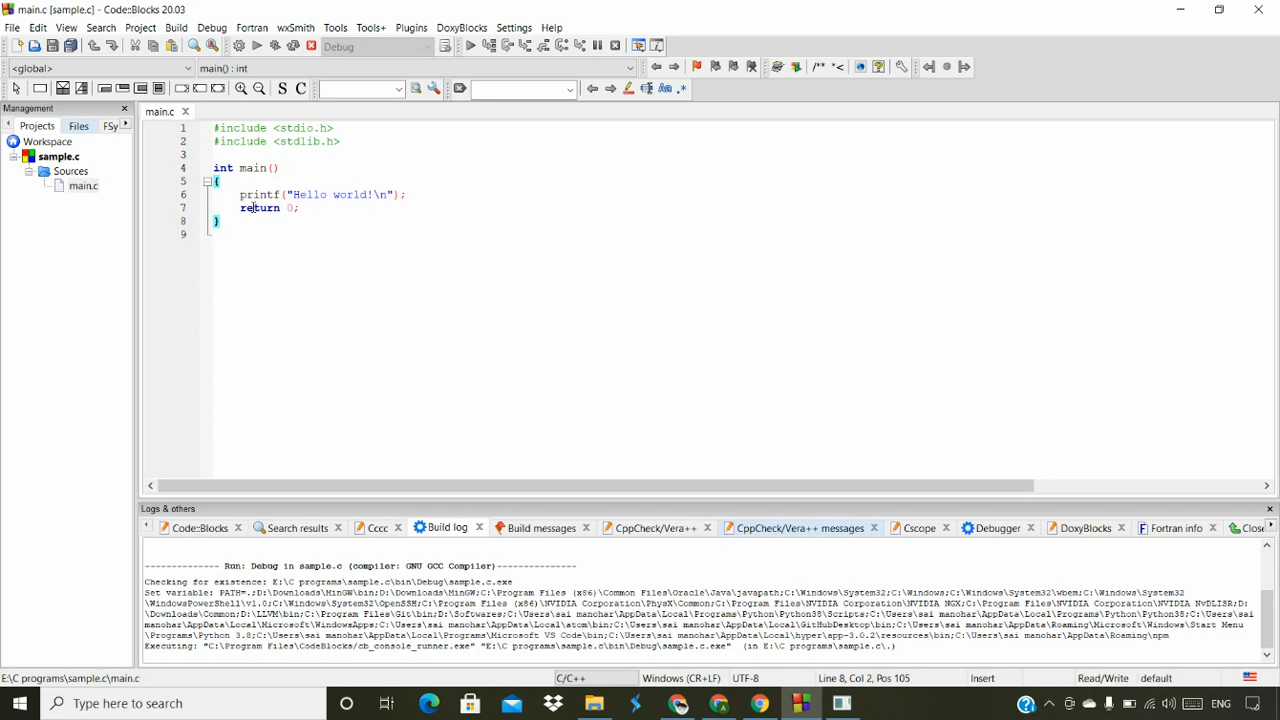 main.c [sample.c] - Code::Blocks 20.03
File Edit View Search Project Build Debug Fortran wxSmith Tools Tools+ Plugins DoxyBlocks Settings Help
Debug
<global> main() : int
/** *<
S C Aa .*
Management
Projects Files FSy
main.c
Workspace
sample.c
Sources
main.c
1 #include <stdio.h>
2 #include <stdlib.h>
3
4 int main()
5 {
6 printf("Hello world!\n");
7 return 0;
8 }
9
Logs & others
Code::Blocks Search results Cccc Build log Build messages CppCheck/Vera++ CppCheck/Vera++ messages Cscope Debugger DoxyBlocks Fortran info Close
-------------- Run: Debug in sample.c (compiler: GNU GCC Compiler)---------------
Checking for existence: E:\C programs\sample.c\bin\Debug\sample.c.exe
Set variable: PATH=.;D:\Downloads\MinGW\bin;D:\Downloads\MinGW;C:\Program Files (x86)\Common Files\Oracle\Java\javapath;C:\Windows\System32;C:\Windows;C:\Windows\System32\wbem;C:\Windows\System32
\WindowsPowerShell\v1.0;C:\Windows\System32\OpenSSH;C:\Program Files (x86)\NVIDIA Corporation\PhysX\Common;C:\Program Files\NVIDIA Corporation\NVIDIA NGX;C:\Program Files\NVIDIA Corporation\NVIDIA NvDLISR;D:
\Downloads\Common;D:\LLVM\bin;C:\Program Files\Git\bin;D:\Softwares;C:\Users\sai manohar\AppData\Local\Programs\Python\Python38\Scripts;C:\Users\sai manohar\AppData\Local\Programs\Python\Python38;C:\Users\sai
manohar\AppData\Local\Microsoft\WindowsApps;C:\Users\sai manohar\AppData\Local\atom\bin;C:\Users\sai manohar\AppData\Local\GitHubDesktop\bin;C:\Users\sai manohar\AppData\Roaming\Microsoft\Windows\Start Menu
\Programs\Python 3.8;C:\Users\sai manohar\AppData\Local\Programs\Microsoft VS Code\bin;C:\Users\sai manohar\AppData\Local\hyper\app-3.0.2\resources\bin;C:\Users\sai manohar\AppData\Roaming\npm
Executing: "C:\Program Files\CodeBlocks/cb_console_runner.exe" "E:\C programs\sample.c\bin\Debug\sample.c.exe" (in E:\C programs\sample.c\.)
E:\C programs\sample.c\main.c C/C++ Windows (CR+LF) UTF-8 Line 8, Col 2, Pos 105 Insert Read/Write default
Type here to search ENG